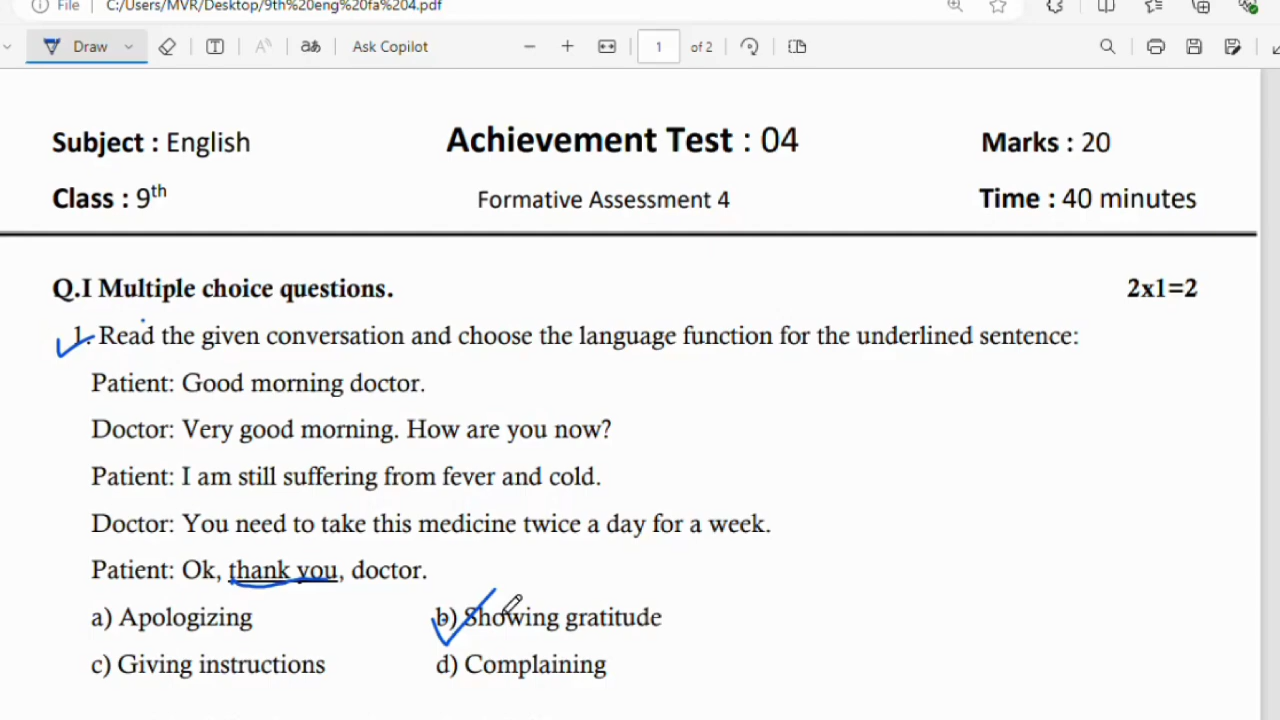 File C:/Users/MVR/Desktop/9th%20eng%20fa%204.pdf
Draw A aあ Ask Copilot 1 of 2
Subject : English Achievement Test : 04 Marks : 20
Class : 9th Formative Assessment 4 Time : 40 minutes
Q.I Multiple choice questions. 2x1=2
1. Read the given conversation and choose the language function for the underlined sentence:
Patient: Good morning doctor.
Doctor: Very good morning. How are you now?
Patient: I am still suffering from fever and cold.
Doctor: You need to take this medicine twice a day for a week.
Patient: Ok, thank you, doctor.
a) Apologizing b) Showing gratitude
c) Giving instructions d) Complaining